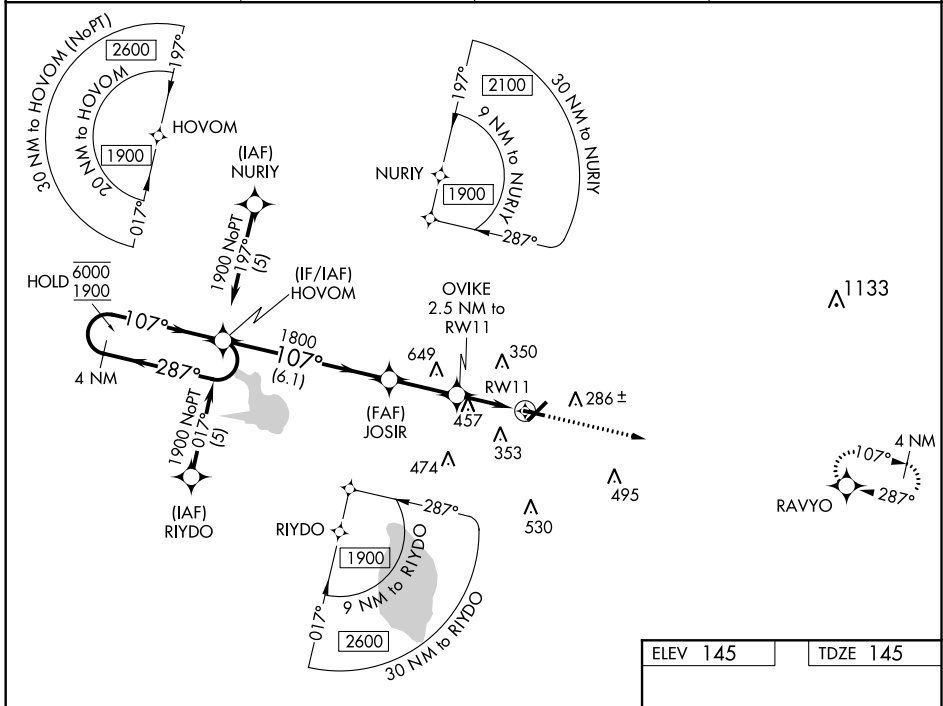 30 NM to HOVOM (NoPT)
2600
197°
20 NM to HOVOM
1900
HOVOM
017°
(IAF)
NURIY
1900 NoPT
197°
(5)
2100
197°
30 NM to NURIY
9 NM to NURIY
NURIY
1900
287°
HOLD 6000
1900
107°
287°
4 NM
(IF/IAF)
HOVOM
1800
107°
(6.1)
OVIKE
2.5 NM to
RW11
649
350
RW11
457
286 ±
1133
(FAF)
JOSIR
353
474
495
530
1900 NoPT
017°
(5)
(IAF)
RIYDO
4 NM
107°
287°
RAVYO
RIYDO
287°
1900
9 NM to RIYDO
017°
2600
30 NM to RIYDO
ELEV 145
TDZE 145